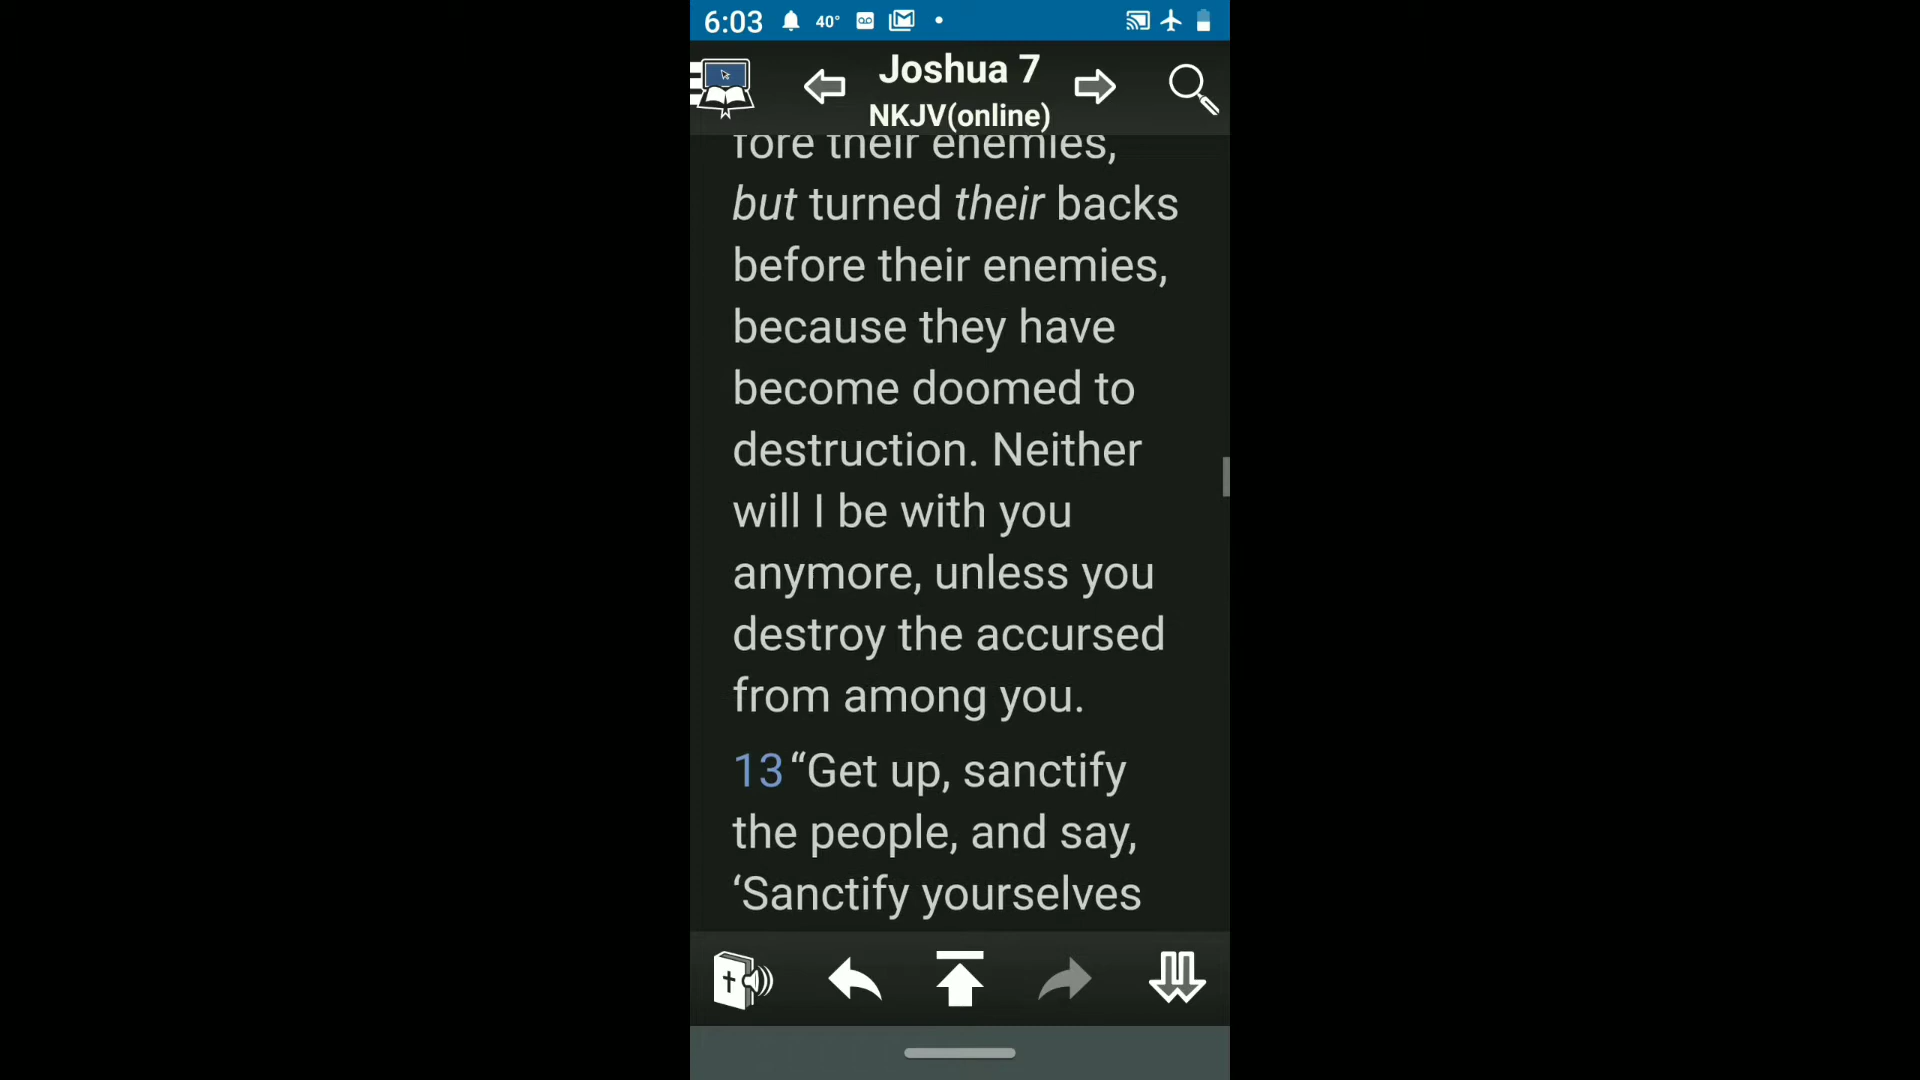 6:03 40°
Joshua 7
NKJV(online)
fore their enemies,
but turned their backs
before their enemies,
because they have
become doomed to
destruction. Neither
will I be with you
anymore, unless you
destroy the accursed
from among you.
13 “Get up, sanctify
the people, and say,
‘Sanctify yourselves